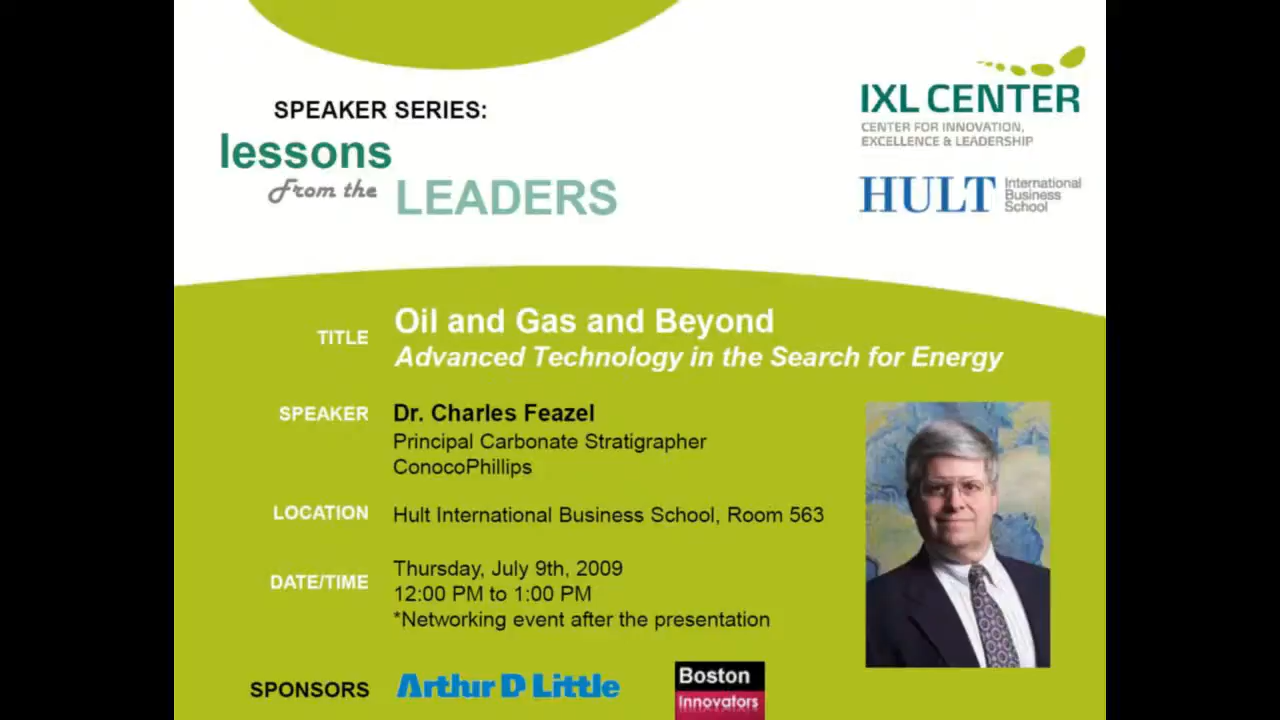 SPEAKER SERIES:
lessons
From the
LEADERS
IXL CENTER
CENTER FOR INNOVATION,
EXCELLENCE & LEADERSHIP
HULT
International
Business
School
TITLE
Oil and Gas and Beyond
Advanced Technology in the Search for Energy
SPEAKER
Dr. Charles Feazel
Principal Carbonate Stratigrapher
ConocoPhillips
LOCATION
Hult International Business School, Room 563
DATE/TIME
Thursday, July 9th, 2009
12:00 PM to 1:00 PM
*Networking event after the presentation
SPONSORS
Arthur D Little
Boston
Innovators